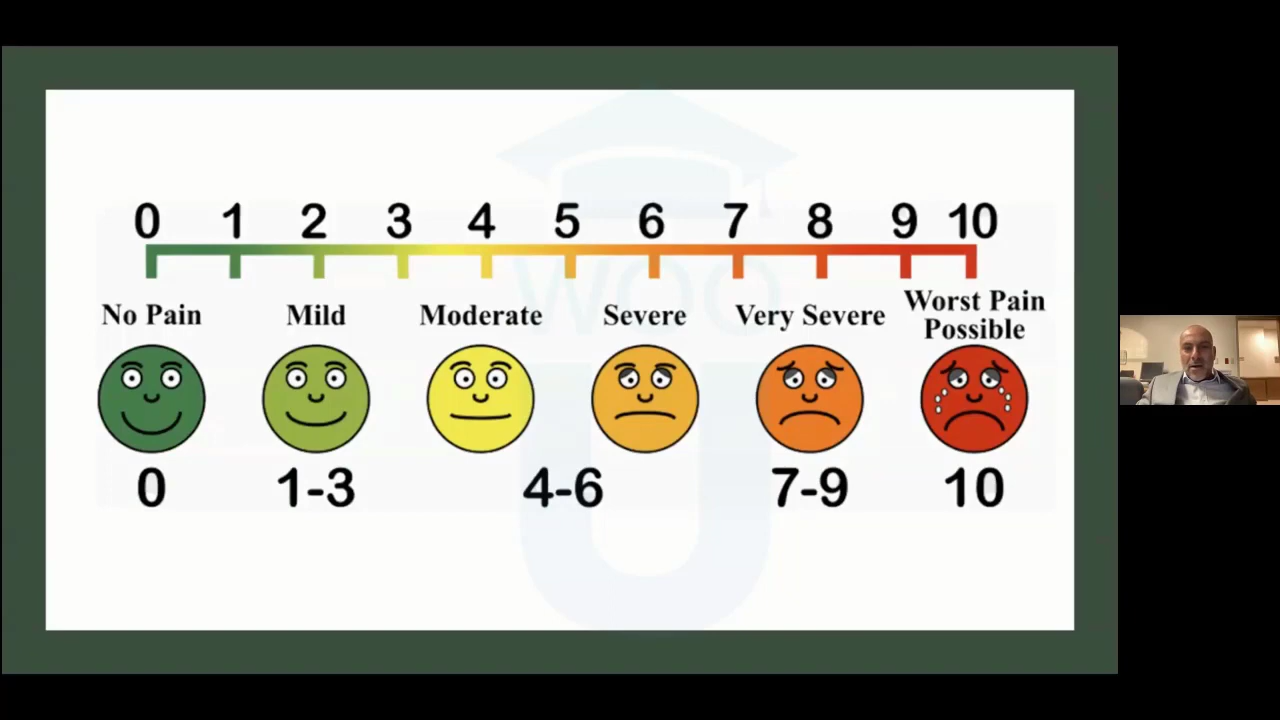 0 1 2 3 4 5 6 7 8 9 10
No Pain Mild Moderate Severe Very Severe Worst Pain
Possible
0 1-3 4-6 7-9 10
WOO
U